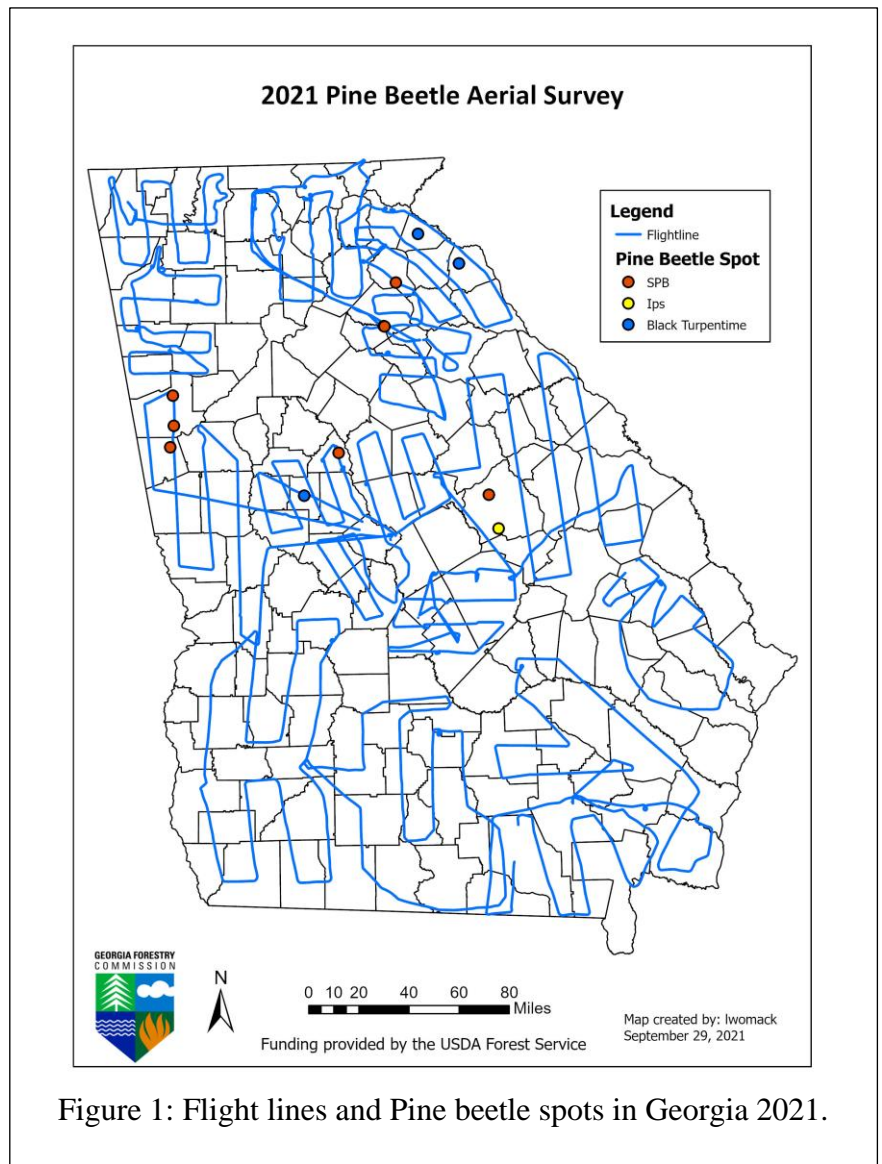 2021 Pine Beetle Aerial Survey
Legend
Flightline
Pine Beetle Spot
SPB
Ips
Black Turpentime
GEORGIA FORESTRY
COMMISSION
N
0 10 20 40 60 80
Miles
Funding provided by the USDA Forest Service
Map created by: lwomack
September 29, 2021
Figure 1: Flight lines and Pine beetle spots in Georgia 2021.